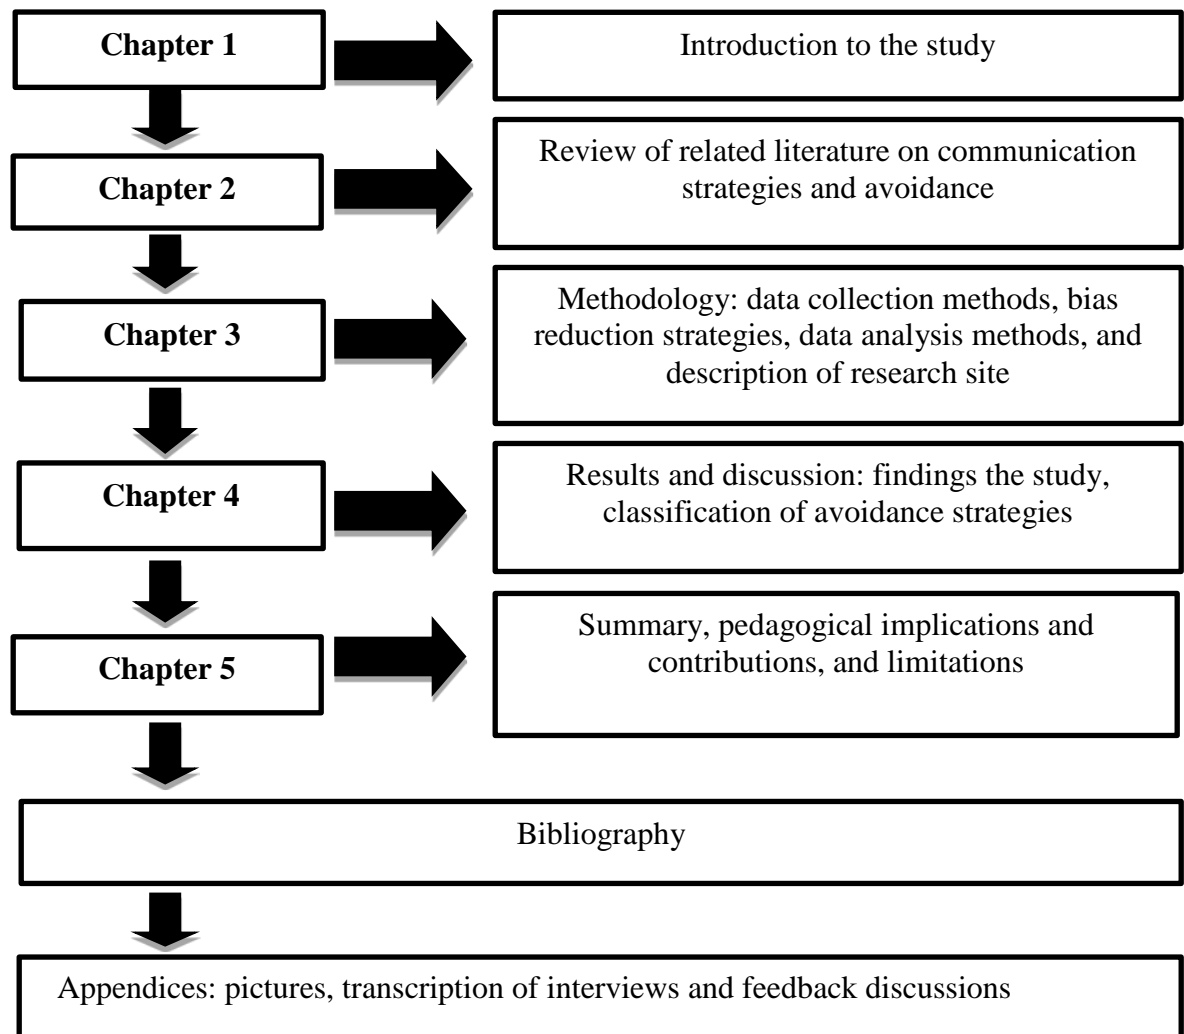 Chapter 1
Introduction to the study
Chapter 2
Review of related literature on communication
strategies and avoidance
Chapter 3
Methodology: data collection methods, bias
reduction strategies, data analysis methods, and
description of research site
Chapter 4
Results and discussion: findings the study,
classification of avoidance strategies
Chapter 5
Summary, pedagogical implications and
contributions, and limitations
Bibliography
Appendices: pictures, transcription of interviews and feedback discussions